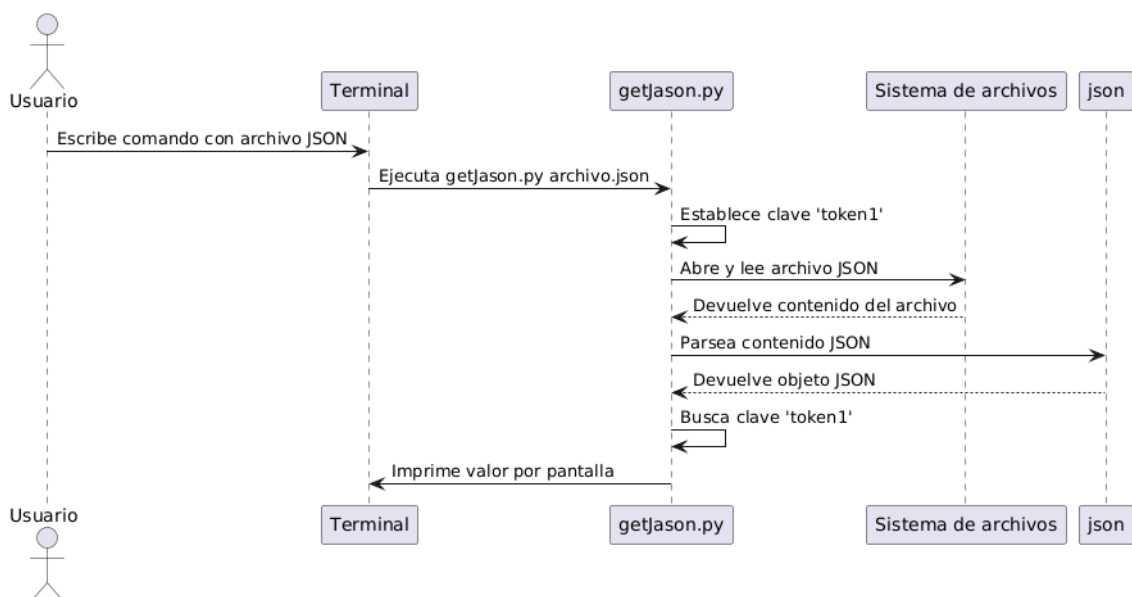 Usuario
Terminal
getJason.py
Sistema de archivos
json
Escribe comando con archivo JSON
Ejecuta getJason.py archivo.json
Establece clave 'token1'
Abre y lee archivo JSON
Devuelve contenido del archivo
Parsea contenido JSON
Devuelve objeto JSON
Busca clave 'token1'
Imprime valor por pantalla
Usuario
Terminal
getJason.py
Sistema de archivos
json